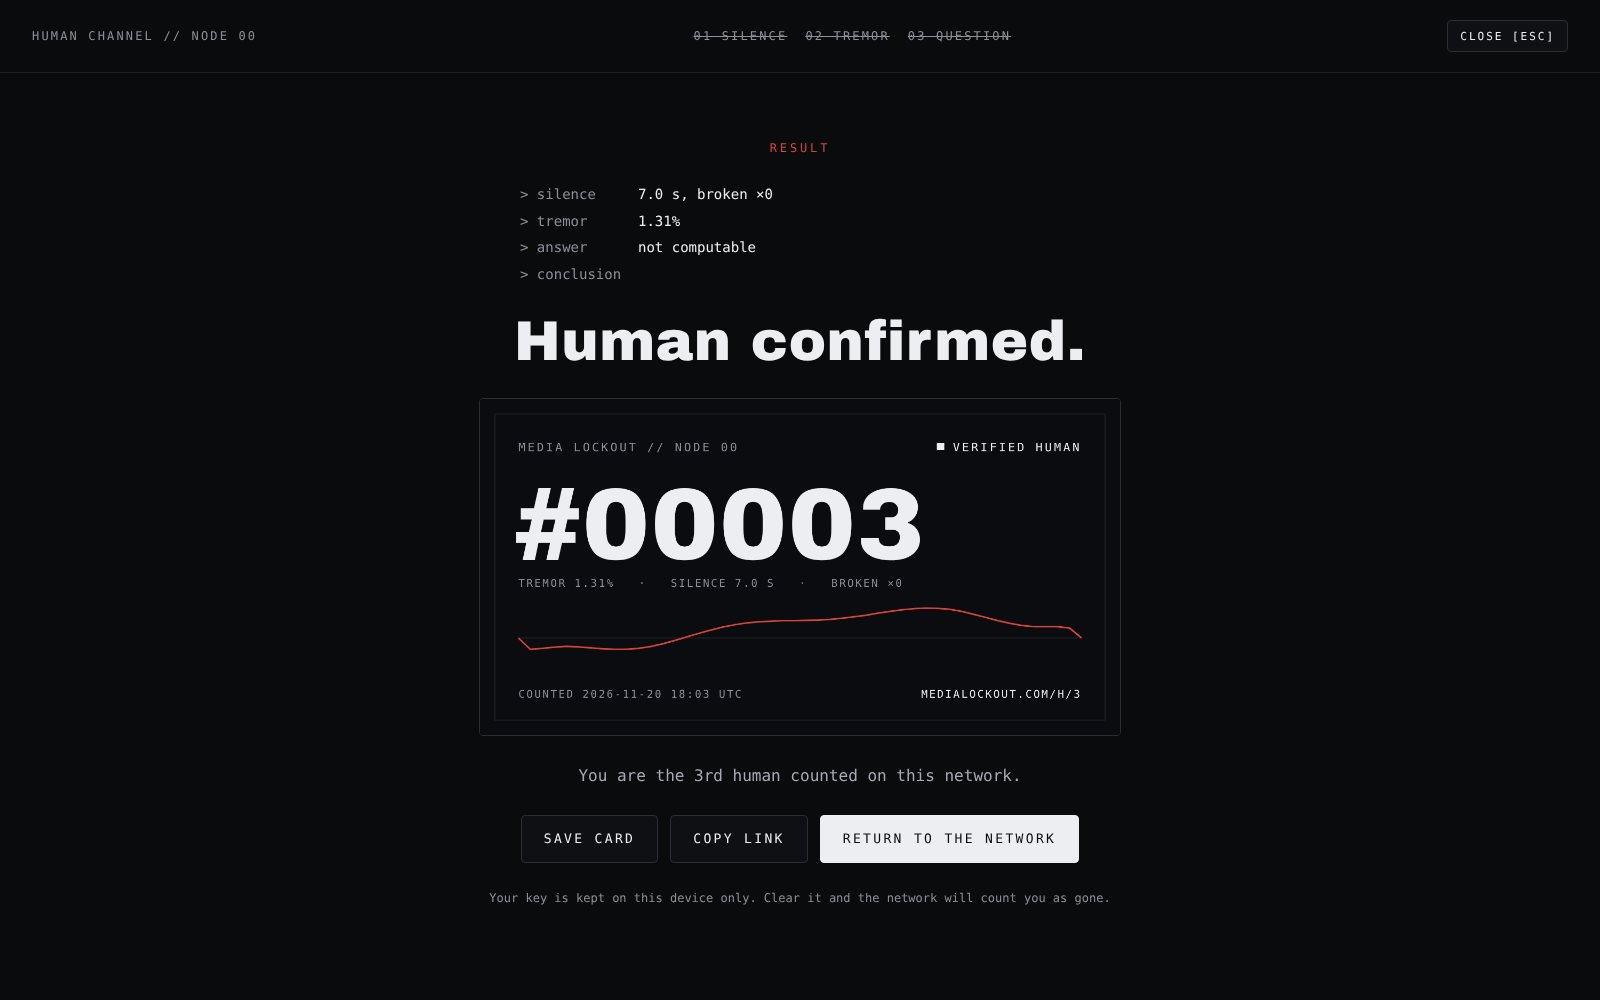 HUMAN CHANNEL // NODE 00
01 SILENCE 02 TREMOR 03 QUESTION
CLOSE [ESC]
RESULT
> silence 7.0 s, broken ×0
> tremor 1.31%
> answer not computable
> conclusion
Human confirmed.
MEDIA LOCKOUT // NODE 00
VERIFIED HUMAN
#00003
TREMOR 1.31% · SILENCE 7.0 S · BROKEN ×0
COUNTED 2026-11-20 18:03 UTC
MEDIALOCKOUT.COM/H/3
You are the 3rd human counted on this network.
SAVE CARD
COPY LINK
RETURN TO THE NETWORK
Your key is kept on this device only. Clear it and the network will count you as gone.